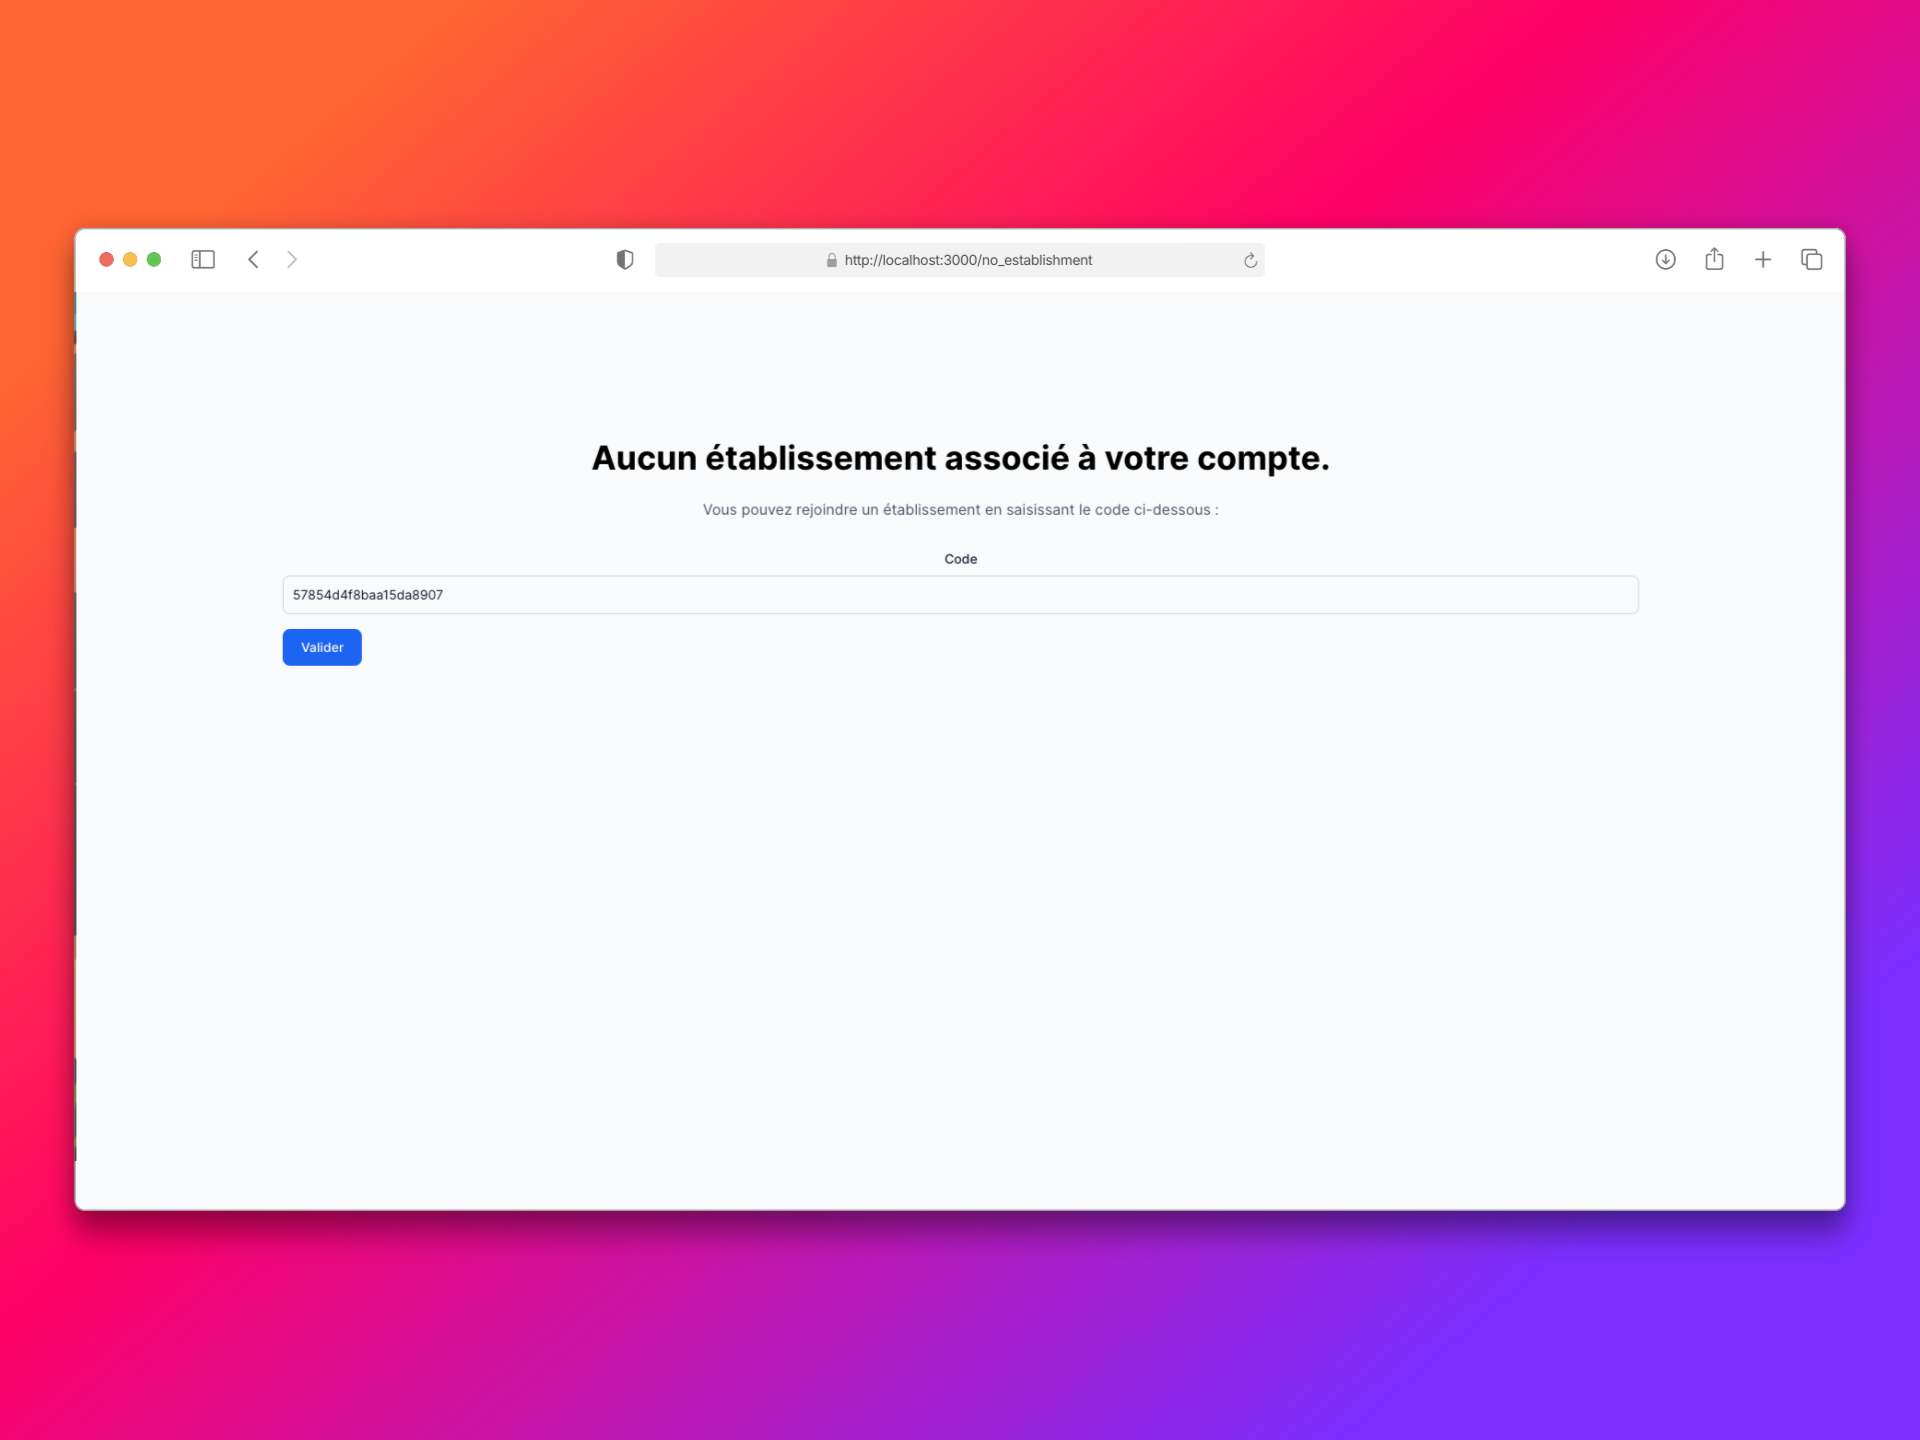 http://localhost:3000/no_establishment
Aucun établissement associé à votre compte.
Vous pouvez rejoindre un établissement en saisissant le code ci-dessous :
Code
57854d4f8baa15da8907
Valider